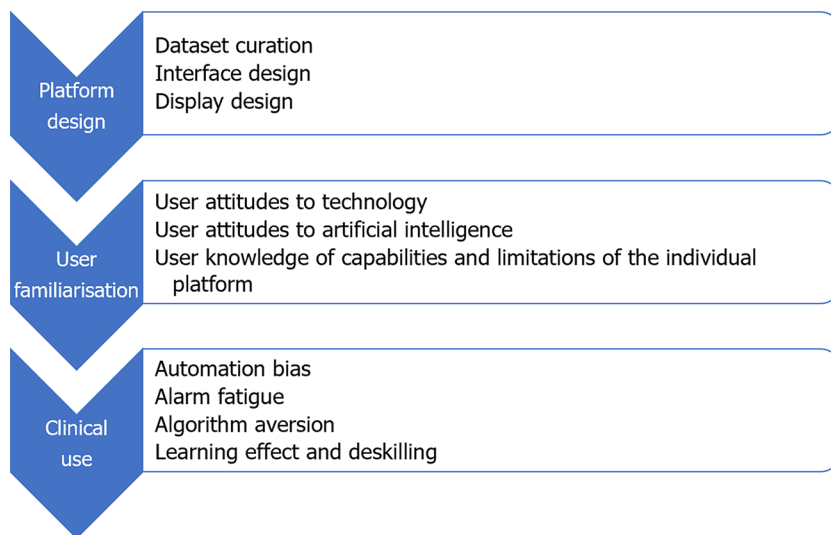 Platform
design
Dataset curation
Interface design
Display design
User
familiarisation
User attitudes to technology
User attitudes to artificial intelligence
User knowledge of capabilities and limitations of the individual
platform
Clinical
use
Automation bias
Alarm fatigue
Algorithm aversion
Learning effect and deskilling